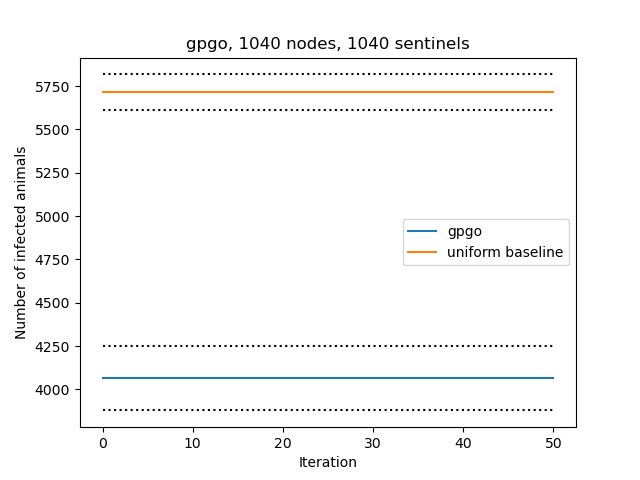 gpgo, 1040 nodes, 1040 sentinels
Number of infected animals
5750
5500
5250
5000
4750
4500
4250
4000
gpgo
uniform baseline
0 10 20 30 40 50
Iteration